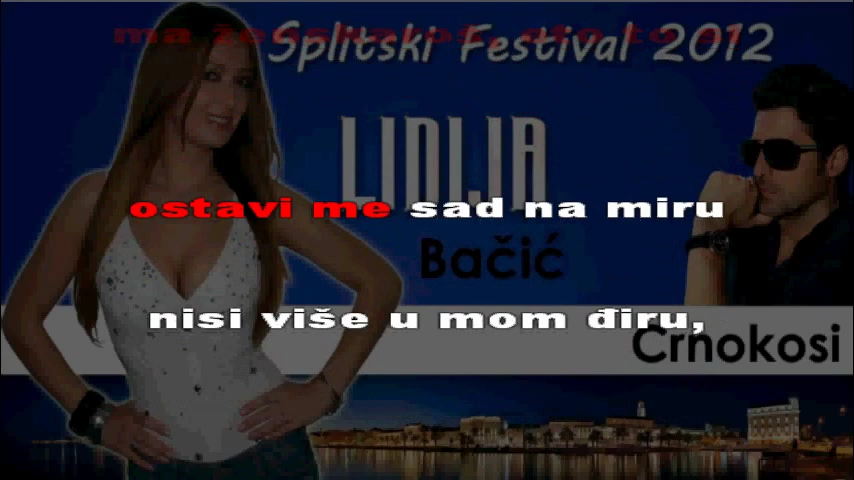 Splitski Festival 2012
LIDIJA
ostavi me sad na miru
Bačić
nisi više u mom điru,
Crnokosi